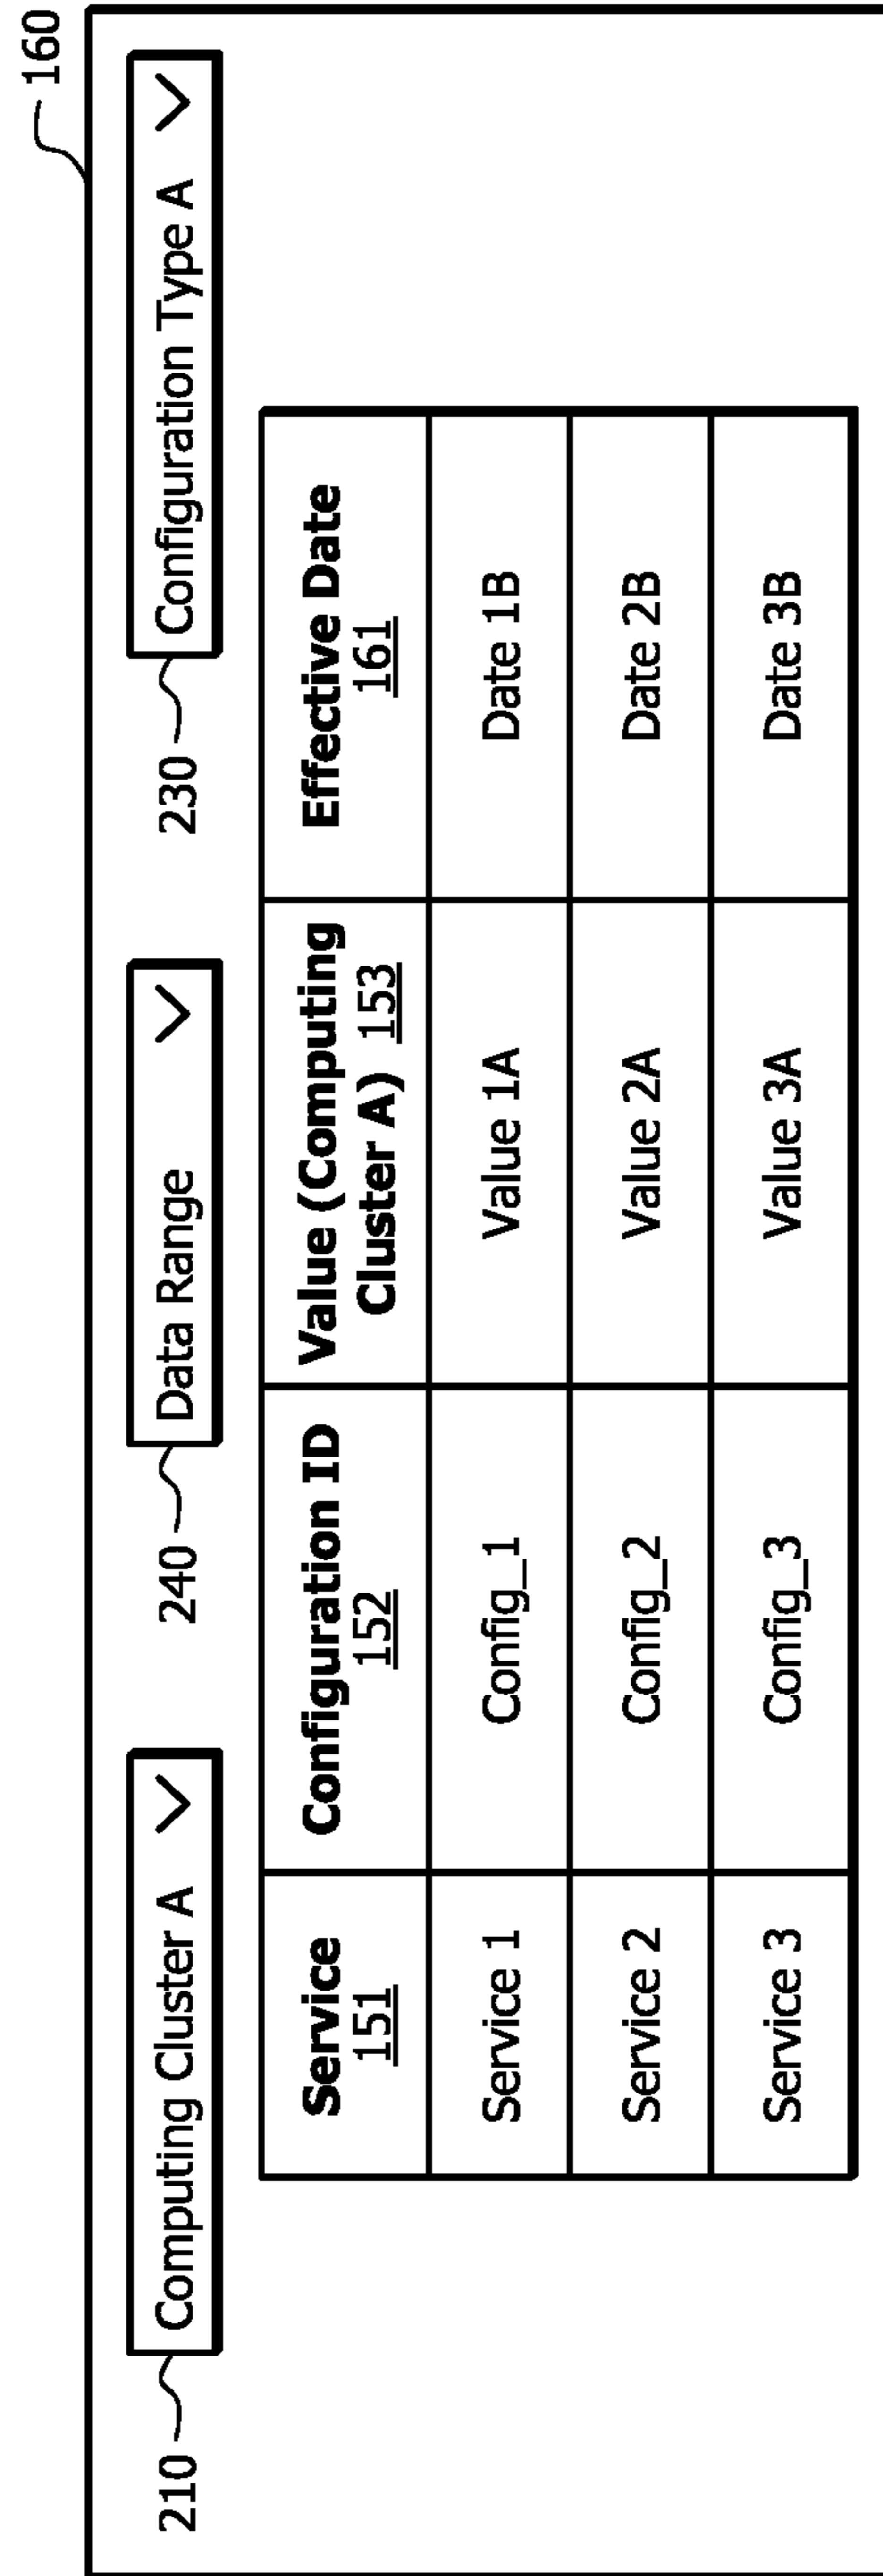 160
210 Computing Cluster A 240 Data Range 230 Configuration Type A
Service Configuration ID Value (Computing Effective Date
151 152 Cluster A) 153 161
Service 1 Config_1 Value 1A Date 1B
Service 2 Config_2 Value 2A Date 2B
Service 3 Config_3 Value 3A Date 3B